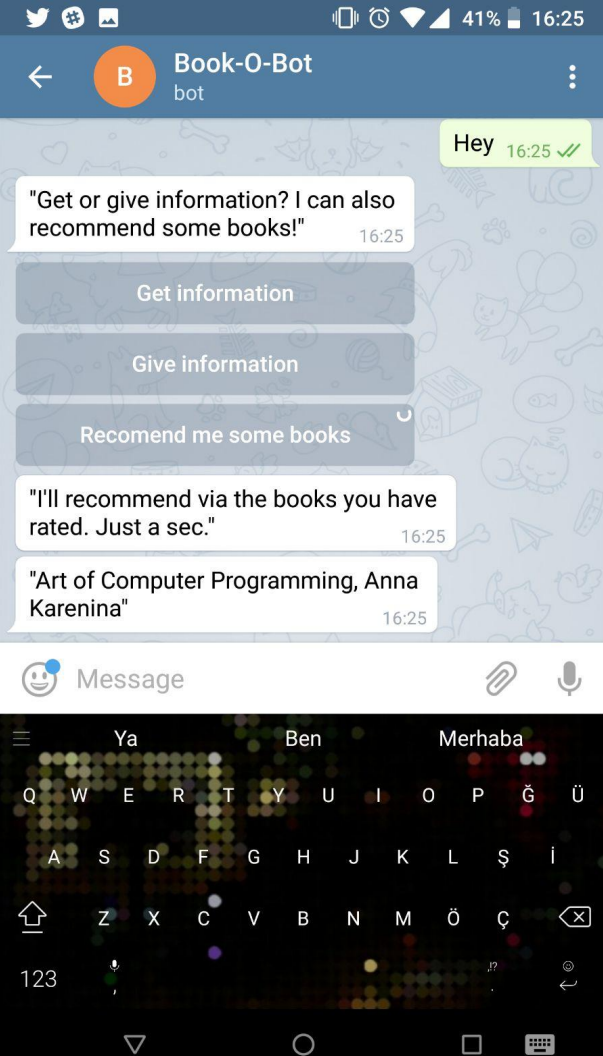 41% 16:25
B
Book-O-Bot
bot
Hey 16:25
"Get or give information? I can also
recommend some books!" 16:25
Get information
Give information
Recomend me some books
"I'll recommend via the books you have
rated. Just a sec." 16:25
"Art of Computer Programming, Anna
Karenina" 16:25
Message
Ya Ben Merhaba
Q W E R T Y U I O P Ğ Ü
A S D F G H J K L Ş İ
Z X C V B N M Ö Ç
123 , .!?